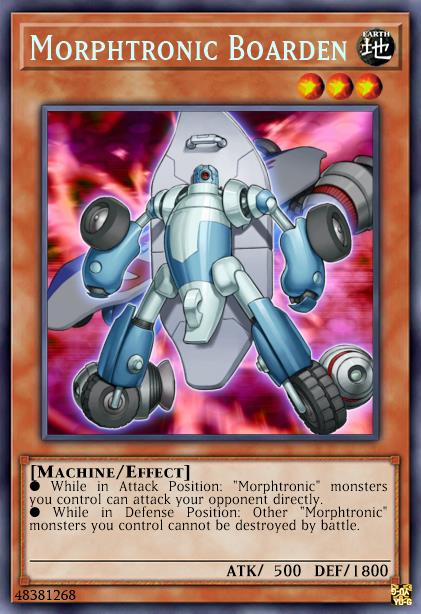 MORPHTRONIC BOARDEN
EARTH
地
[MACHINE/EFFECT]
● While in Attack Position: "Morphtronic" monsters
you control can attack your opponent directly.
● While in Defense Position: Other "Morphtronic"
monsters you control cannot be destroyed by battle.
ATK/ 500 DEF/1800
48381268